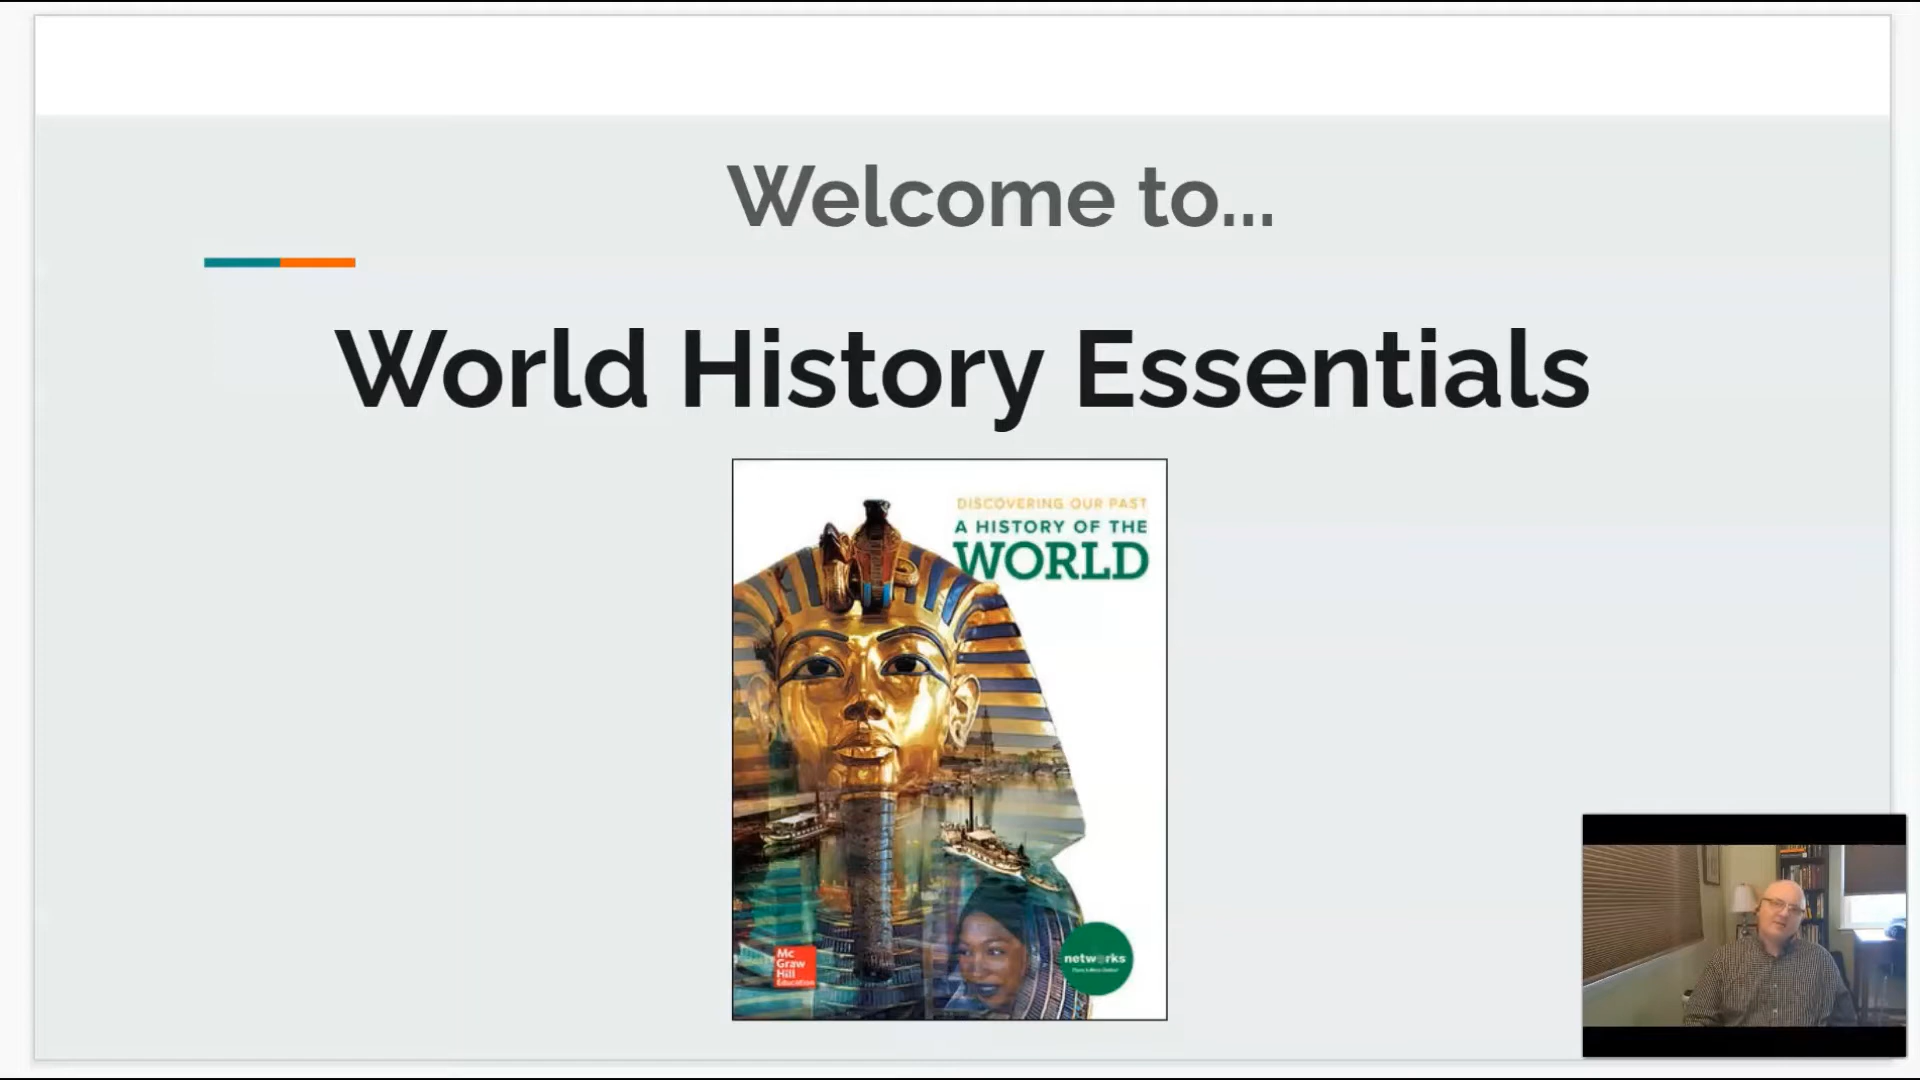 Welcome to...
World History Essentials
DISCOVERING OUR PAST
A HISTORY OF THE
WORLD
Mc
Graw
Hill
Education
networks